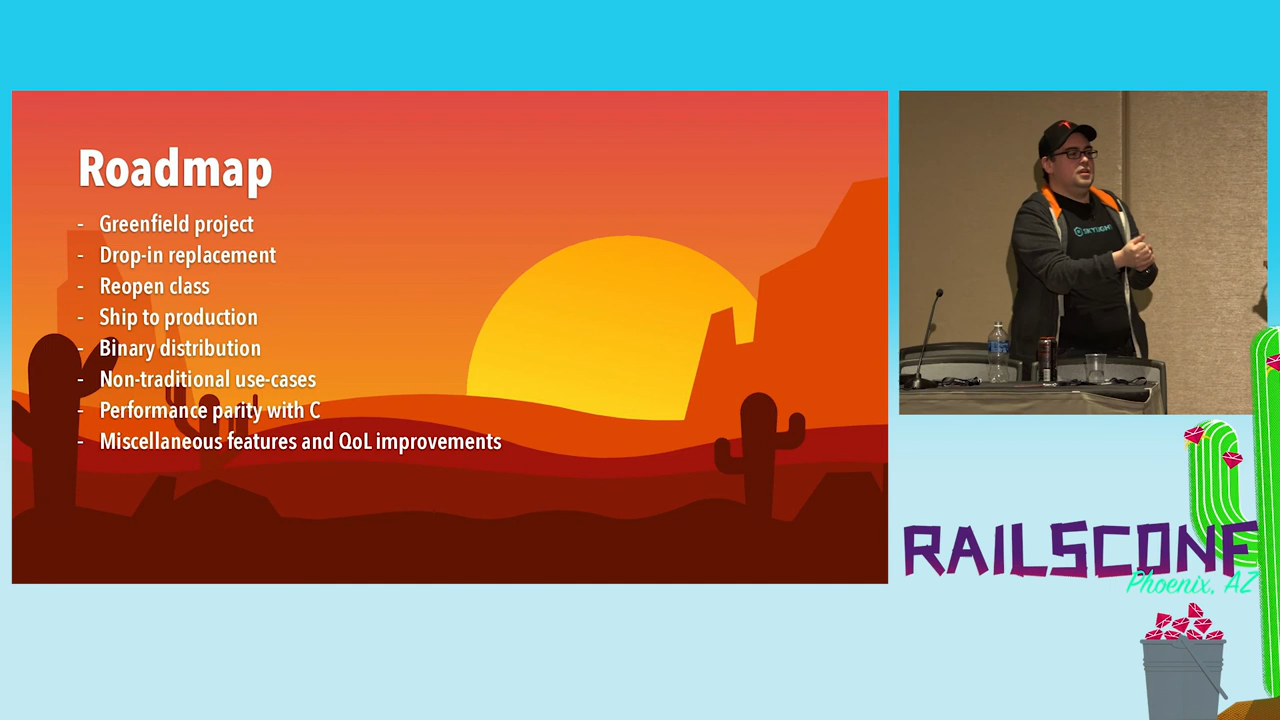 Roadmap
- Greenfield project
- Drop-in replacement
- Reopen class
- Ship to production
- Binary distribution
- Non-traditional use-cases
- Performance parity with C
- Miscellaneous features and QoL improvements
SKYLIGHT
RAILSCONF
Phoenix, AZ